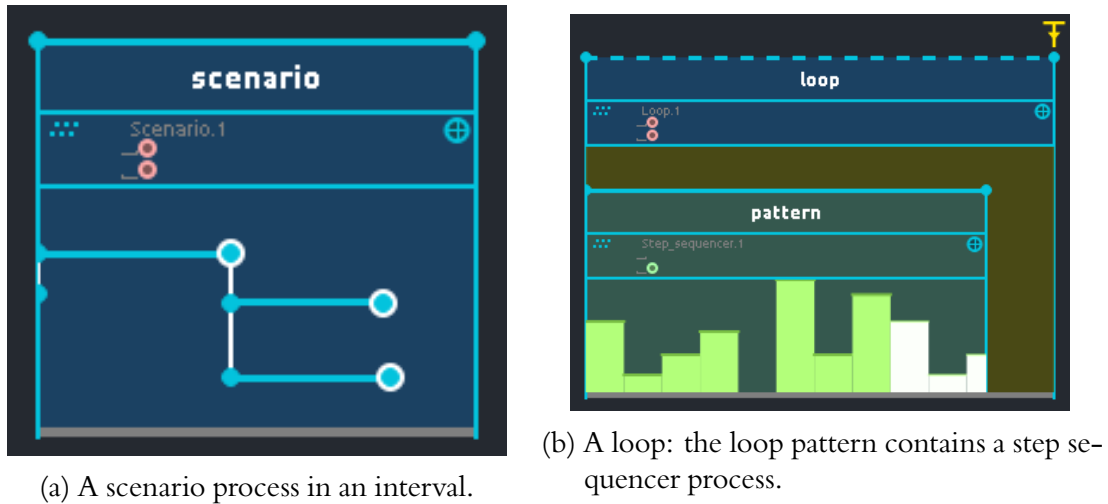 scenario
Scenario.1
(a) A scenario process in an interval.
loop
Loop.1
pattern
Step_sequencer.1
(b) A loop: the loop pattern contains a step se-
quencer process.